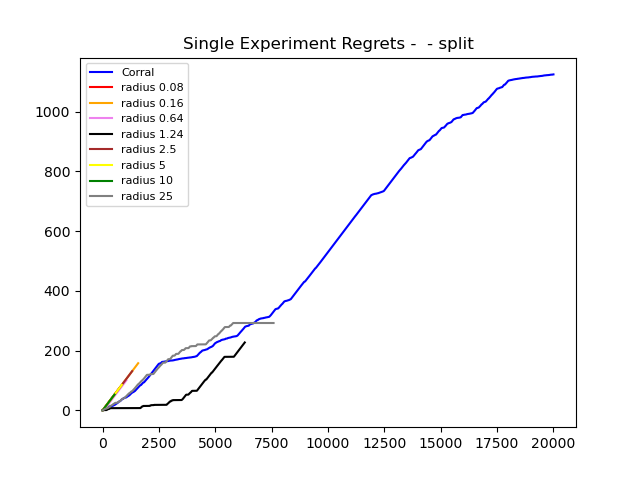 Single Experiment Regrets -  - split
Corral
radius 0.08
radius 0.16
radius 0.64
radius 1.24
radius 2.5
radius 5
radius 10
radius 25
1000
800
600
400
200
0
0 2500 5000 7500 10000 12500 15000 17500 20000